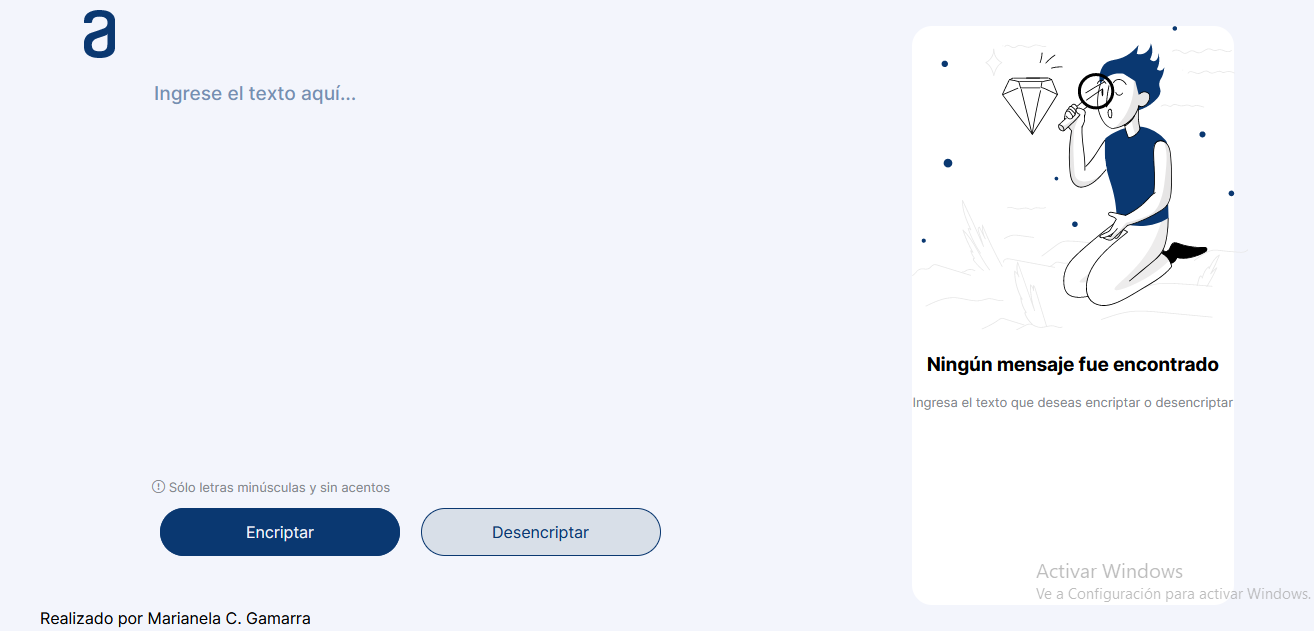 a
Ingrese el texto aquí...
Sólo letras minúsculas y sin acentos
Encriptar
Desencriptar
Realizado por Marianela C. Gamarra
Ningún mensaje fue encontrado
Ingresa el texto que deseas encriptar o desencriptar
Activar Windows
Ve a Configuración para activar Windows.